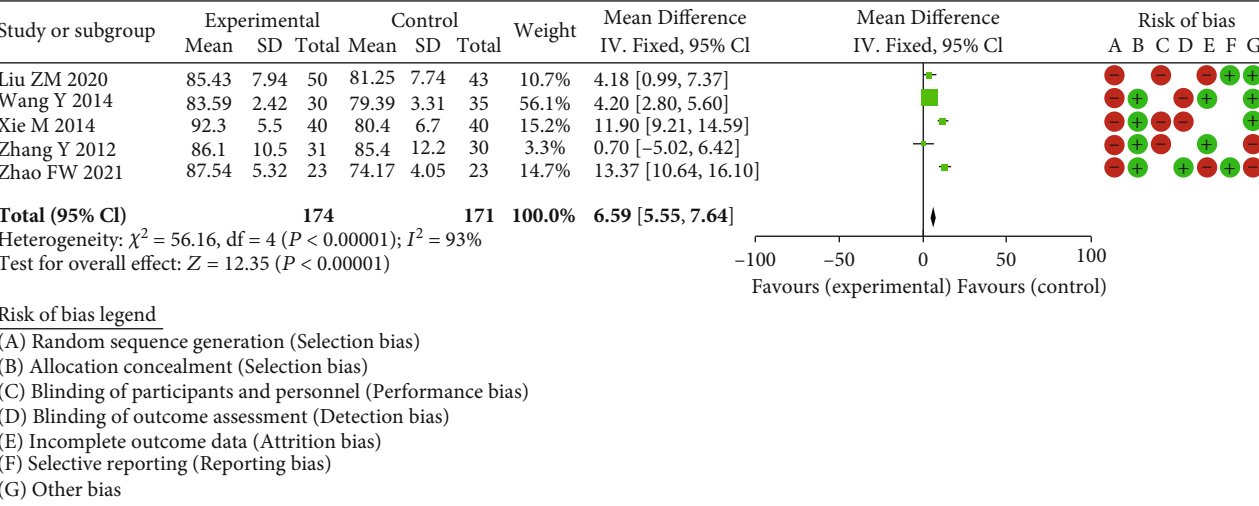 Study or subgroup Experimental Control Weight Mean Difference Mean Difference Risk of bias
Mean SD Total Mean SD Total IV. Fixed, 95% Cl IV. Fixed, 95% Cl A B C D E F G
Liu ZM 2020 85.43 7.94 50 81.25 7.74 43 10.7% 4.18 [0.99, 7.37] − − − + +
Wang Y 2014 83.59 2.42 30 79.39 3.31 35 56.1% 4.20 [2.80, 5.60] − + − + +
Xie M 2014 92.3 5.5 40 80.4 6.7 40 15.2% 11.90 [9.21, 14.59] − + − − +
Zhang Y 2012 86.1 10.5 31 85.4 12.2 30 3.3% 0.70 [−5.02, 6.42] − + − + −
Zhao FW 2021 87.54 5.32 23 74.17 4.05 23 14.7% 13.37 [10.64, 16.10] − + + − + −
Total (95% Cl) 174 171 100.0% 6.59 [5.55, 7.64]
Heterogeneity: χ² = 56.16, df = 4 (P < 0.00001); I² = 93%
Test for overall effect: Z = 12.35 (P < 0.00001)
−100 −50 0 50 100
Favours (experimental) Favours (control)
Risk of bias legend
(A) Random sequence generation (Selection bias)
(B) Allocation concealment (Selection bias)
(C) Blinding of participants and personnel (Performance bias)
(D) Blinding of outcome assessment (Detection bias)
(E) Incomplete outcome data (Attrition bias)
(F) Selective reporting (Reporting bias)
(G) Other bias